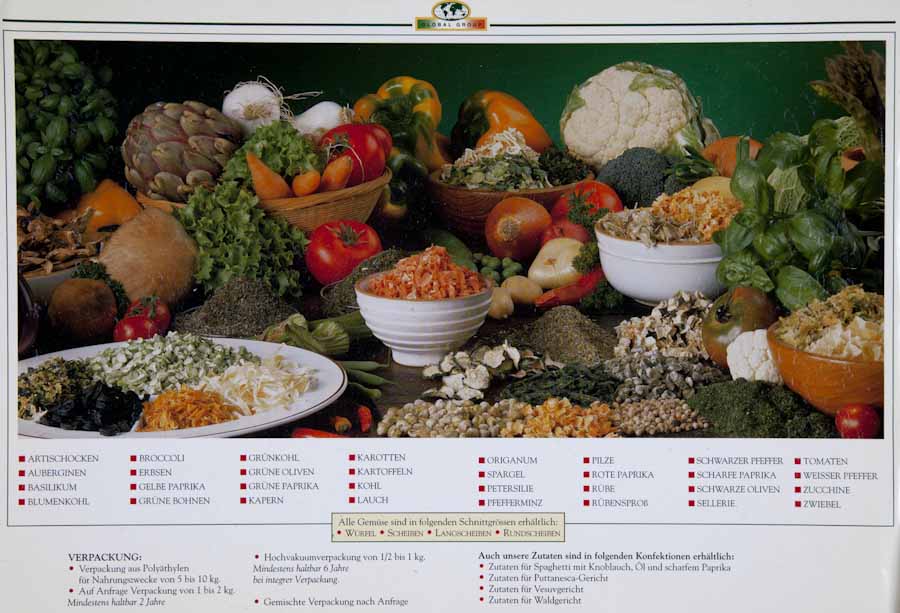 GLOBAL GROUP
ARTISCHOCKEN
AUBERGINEN
BASILIKUM
BLUMENKOHL
BROCCOLI
ERBSEN
GELBE PAPRIKA
GRÜNE BOHNEN
GRÜNKOHL
GRÜNE OLIVEN
GRÜNE PAPRIKA
KAPERN
KAROTTEN
KARTOFFELN
KOHL
LAUCH
ORIGANUM
SPARGEL
PETERSILIE
PFEFFERMINZ
PILZE
ROTE PAPRIKA
RÜBE
RÜBENSPROß
SCHWARZER PFEFFER
SCHARFE PAPRIKA
SCHWARZE OLIVEN
SELLERIE
TOMATEN
WEISSER PFEFFER
ZUCCHINE
ZWIEBEL
Alle Gemüse sind in folgenden Schnittgrössen erhältlich:
• WÜRFEL • SCHEIBEN • LANGSCHEIBEN • RUNDSCHEIBEN
VERPACKUNG:
• Verpackung aus Polyäthylen
für Nahrungszwecke von 5 bis 10 kg.
• Auf Anfrage Verpackung von 1 bis 2 kg.
Mindestens haltbar 2 Jahre
• Hochvakuumverpackung von 1/2 bis 1 kg.
Mindestens haltbar 6 Jahre
bei integrer Verpackung.
• Gemischte Verpackung nach Anfrage
Auch unsere Zutaten sind in folgenden Konfektionen erhältlich:
• Zutaten für Spaghetti mit Knoblauch, Öl und scharfem Paprika
• Zutaten für Puttanesca-Gericht
• Zutaten für Vesuvgericht
• Zutaten für Waldgericht